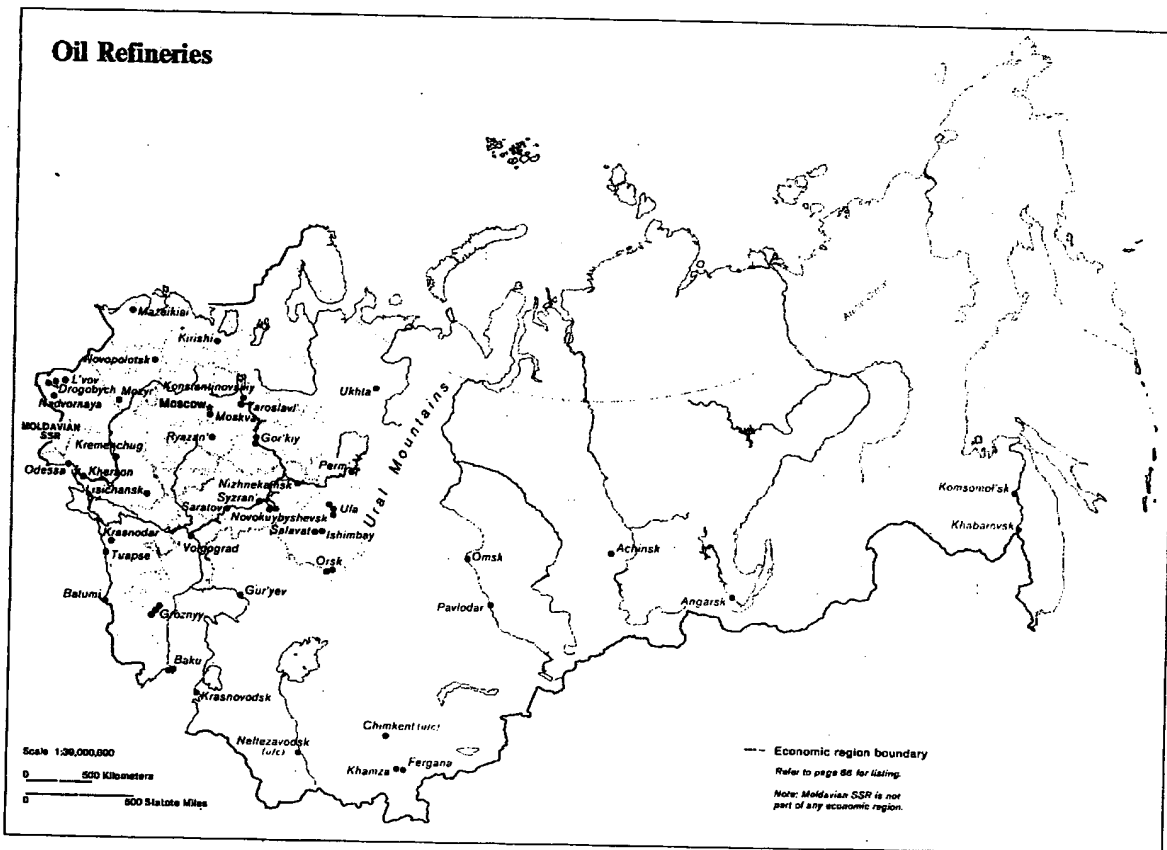 Oil Refineries
Mazeikiai
Kirishi
Novopolotsk
L'vov
Drogobych
Mozyr'
Nadvornaya
Konstantinovskiy
Yaroslavl'
MOSCOW
Moskva
Ukhta
MOLDAVIAN
SSR
Ryazan'
Gor'kiy
Kremenchug
Perm'
Odessa
Kherson
Lisichansk
Nizhnekamsk
Syzran'
Saratov
Novokuybyshevsk
Ufa
Salavat
Ishimbay
Ural Mountains
Krasnodar
Volgograd
Tuapse
Orsk
Batumi
Gur'yev
Groznyy
Baku
Krasnovodsk
Omsk
Achinsk
Pavlodar
Angarsk
Komsomol'sk
Khabarovsk
Arctic Circle
Chimkent (u/c)
Neftezavodsk
(u/c)
Khamza
Fergana
Scale 1:39,000,000
0 500 Kilometers
0 500 Statute Miles
Economic region boundary
Refer to page 66 for listing.
Note: Moldavian SSR is not
part of any economic region.